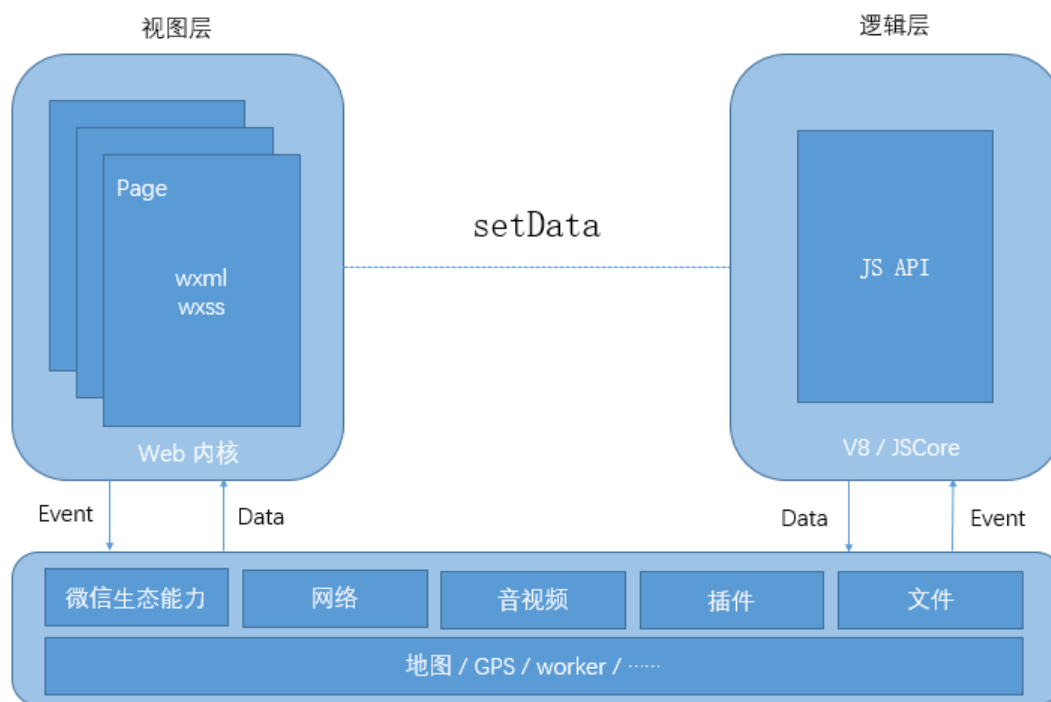 视图层
逻辑层
Page
wxml
wxss
Web 内核
setData
JS API
V8 / JSCore
Event
Data
Data
Event
微信生态能力
网络
音视频
插件
文件
地图 / GPS / worker / ……